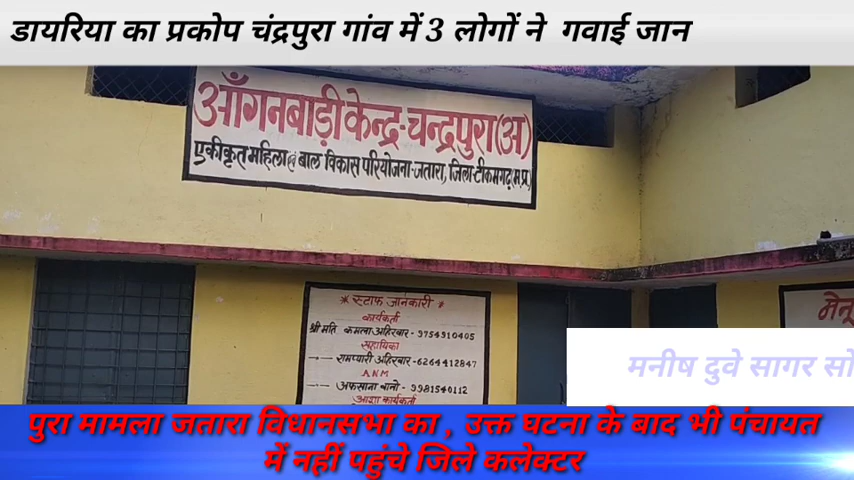 डायरिया का प्रकोप चंद्रपुरा गांव में 3 लोगों ने गवाई जान
आँगनबाड़ी केन्द्र-चन्द्रपुरा (अ)
एकीकृत महिला एवं बाल विकास परियोजना-जतारा, जिला-टीकमगढ़ (म.प्र.)
* स्टाफ जानकारी *
कार्यकर्ता
श्री मति कमला अहिरवार - 9754910405
सहायिका
रामप्यारी अहिरवार - 6264412847
ANM
अफसाना बानो - 9981540112
आशा कार्यकर्ता
मेनू
मनीष दुवे सागर सो
पुरा मामला जतारा विधानसभा का , उक्त घटना के बाद भी पंचायत
में नहीं पहुंचे जिले कलेक्टर